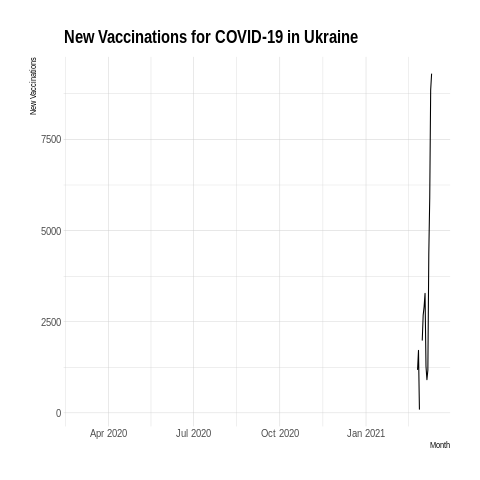 New Vaccinations for COVID-19 in Ukraine
New Vaccinations
7500
5000
2500
0
Apr 2020 Jul 2020 Oct 2020 Jan 2021
Month